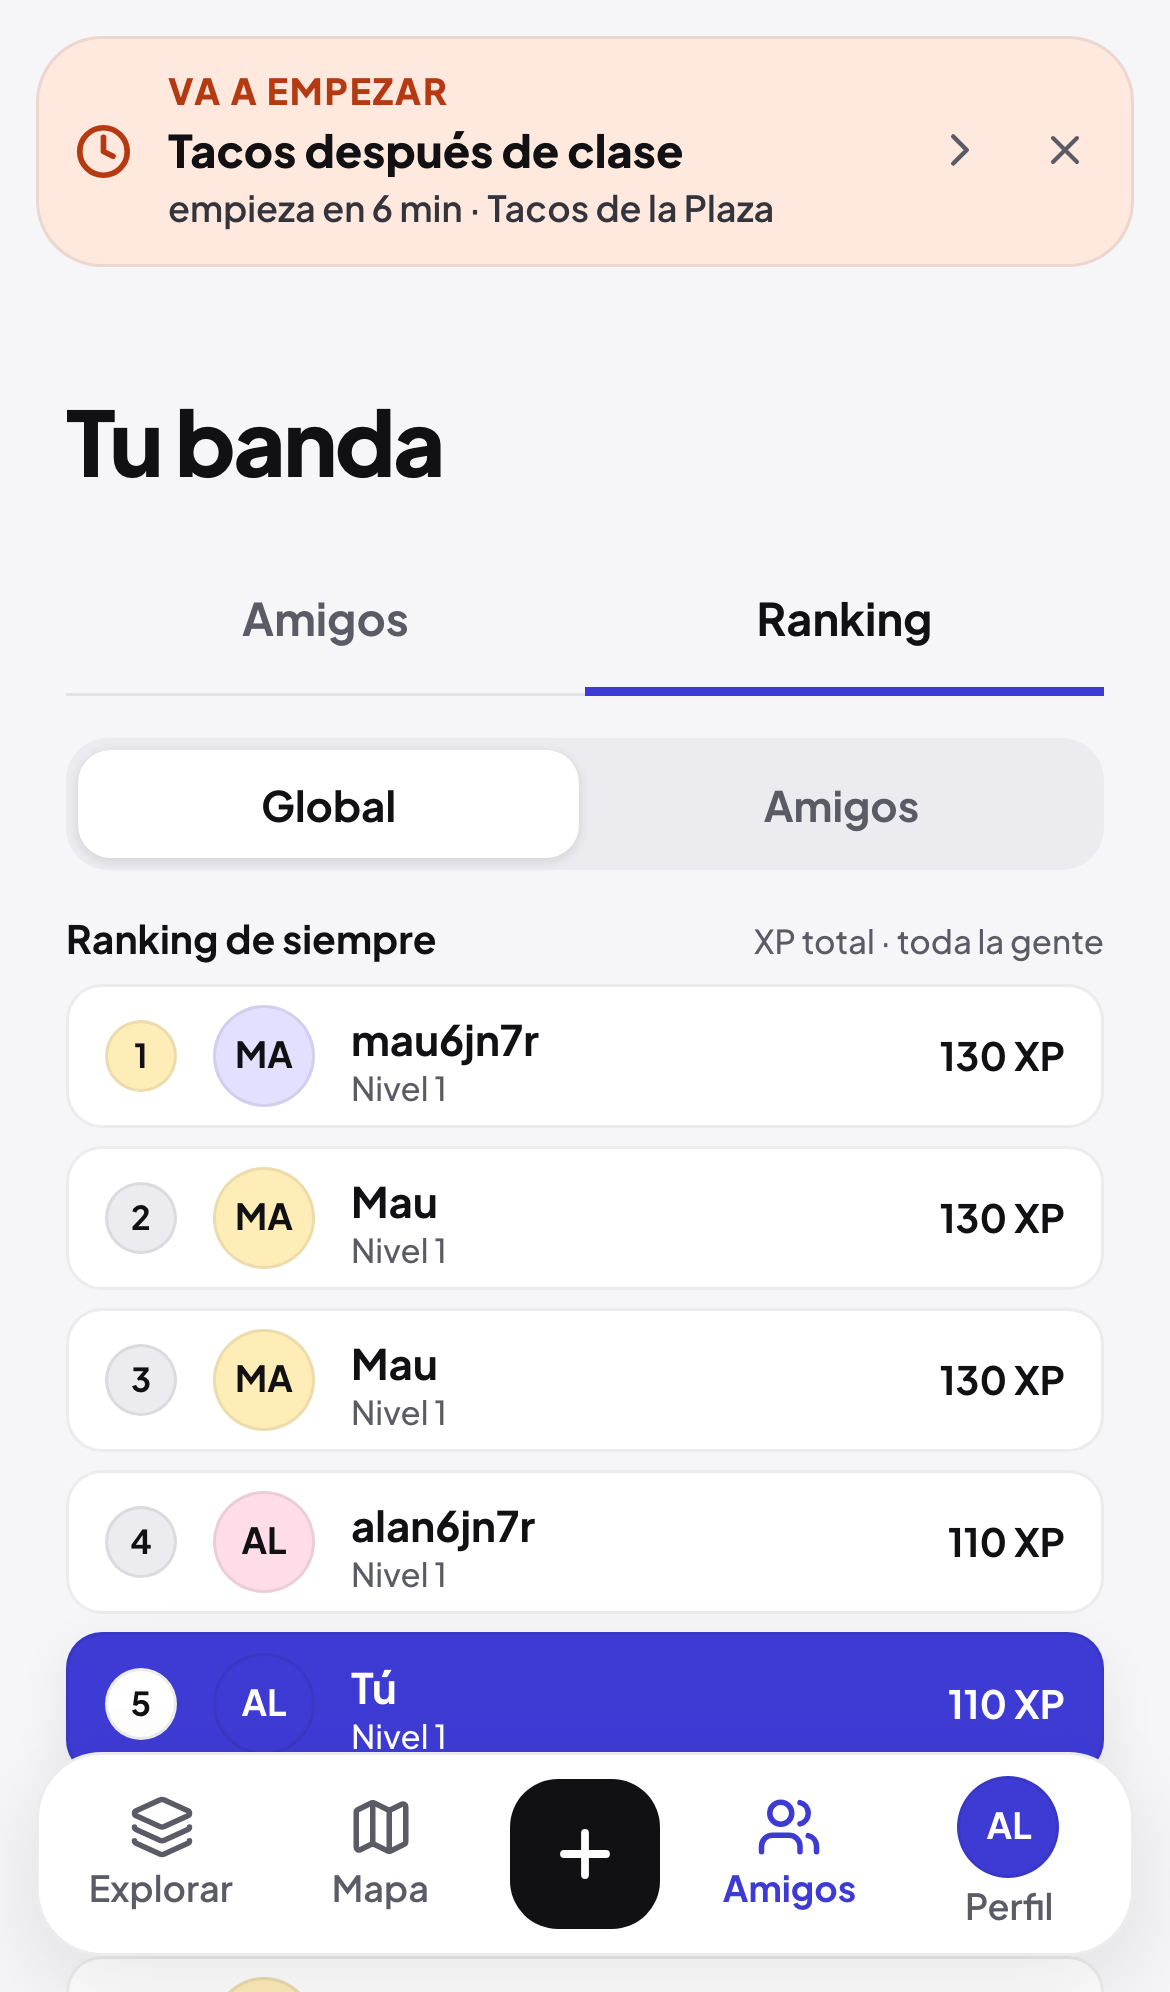 VA A EMPEZAR
Tacos después de clase
empieza en 6 min · Tacos de la Plaza
Tu banda
Amigos
Ranking
Global
Amigos
Ranking de siempre
XP total · toda la gente
1
MA
mau6jn7r
Nivel 1
130 XP
2
MA
Mau
Nivel 1
130 XP
3
MA
Mau
Nivel 1
130 XP
4
AL
alan6jn7r
Nivel 1
110 XP
5
AL
Tú
Nivel 1
110 XP
Explorar
Mapa
Amigos
AL
Perfil